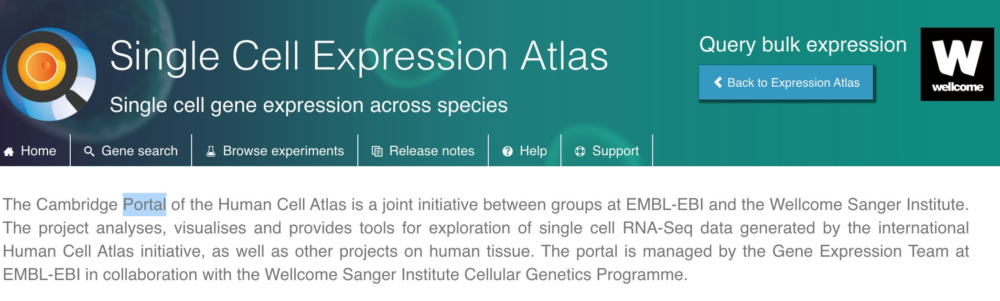 Single Cell Expression Atlas
Single cell gene expression across species
Query bulk expression
Back to Expression Atlas
W
wellcome
Home
Gene search
Browse experiments
Release notes
Help
Support
The Cambridge Portal of the Human Cell Atlas is a joint initiative between groups at EMBL-EBI and the Wellcome Sanger Institute.
The project analyses, visualises and provides tools for exploration of single cell RNA-Seq data generated by the international
Human Cell Atlas initiative, as well as other projects on human tissue. The portal is managed by the Gene Expression Team at
EMBL-EBI in collaboration with the Wellcome Sanger Institute Cellular Genetics Programme.